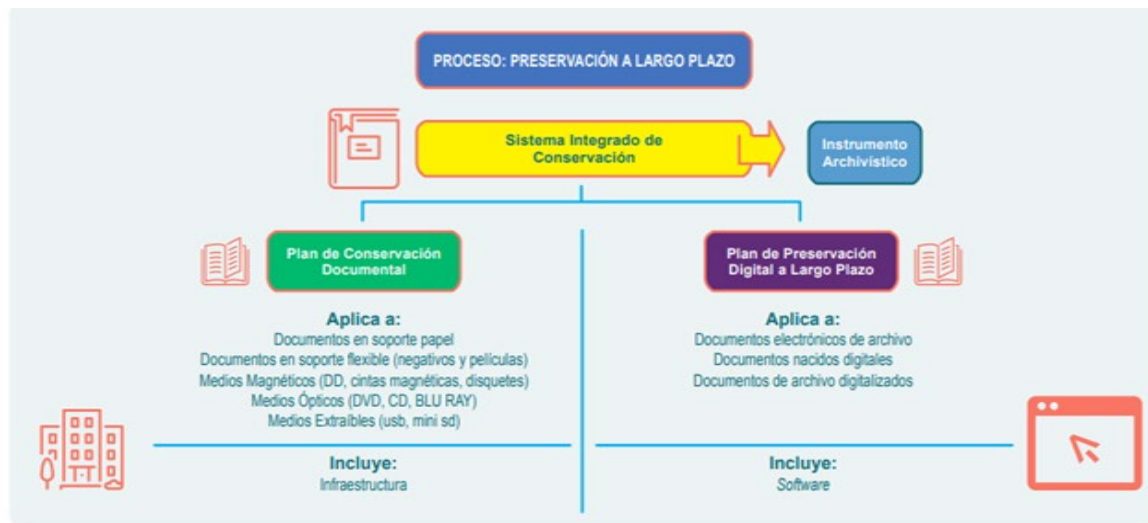 PROCESO: PRESERVACIÓN A LARGO PLAZO
Sistema Integrado de
Conservación
Instrumento
Archivístico
Plan de Conservación
Documental
Aplica a:
Documentos en soporte papel
Documentos en soporte flexible (negativos y películas)
Medios Magnéticos (DD, cintas magnéticas, disquetes)
Medios Ópticos (DVD, CD, BLU RAY)
Medios Extraíbles (usb, mini sd)
Incluye:
Infraestructura
Plan de Preservación
Digital a Largo Plazo
Aplica a:
Documentos electrónicos de archivo
Documentos nacidos digitales
Documentos de archivo digitalizados
Incluye:
Software